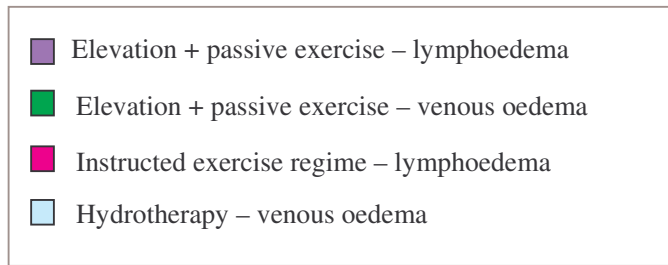 Elevation + passive exercise – lymphoedema
Elevation + passive exercise – venous oedema
Instructed exercise regime – lymphoedema
Hydrotherapy – venous oedema